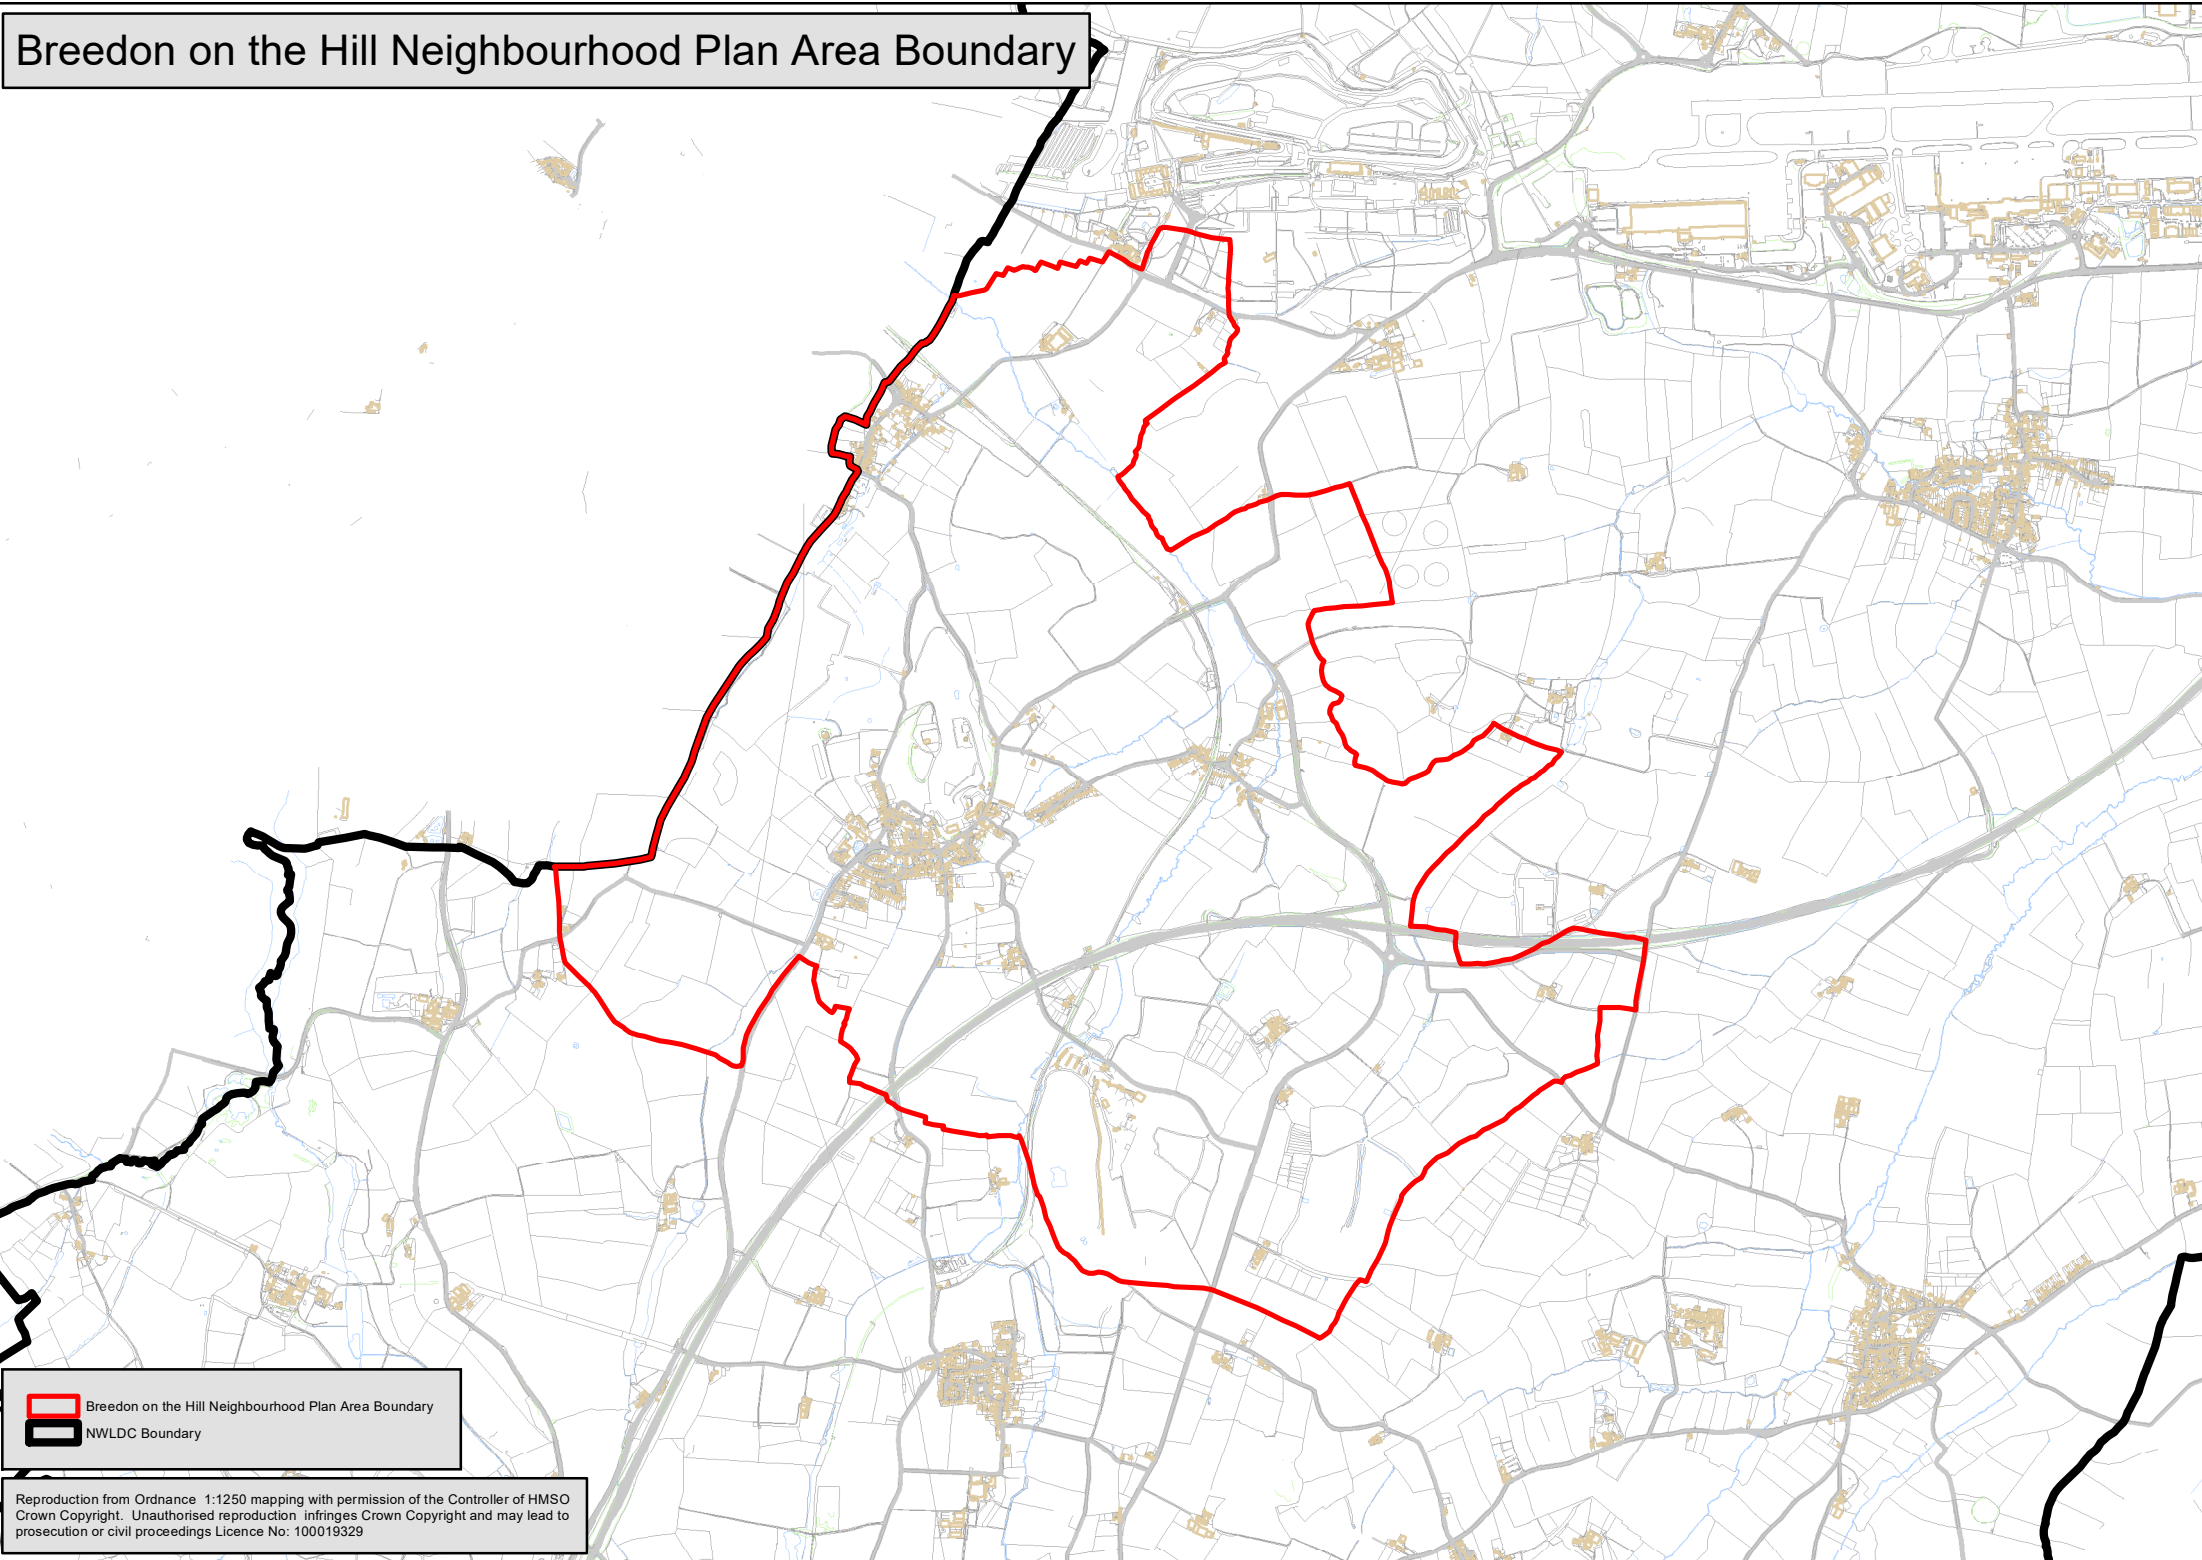 Breedon on the Hill Neighbourhood Plan Area Boundary
Breedon on the Hill Neighbourhood Plan Area Boundary
NWLDC Boundary
Reproduction from Ordnance 1:1250 mapping with permission of the Controller of HMSO
Crown Copyright. Unauthorised reproduction infringes Crown Copyright and may lead to
prosecution or civil proceedings Licence No: 100019329